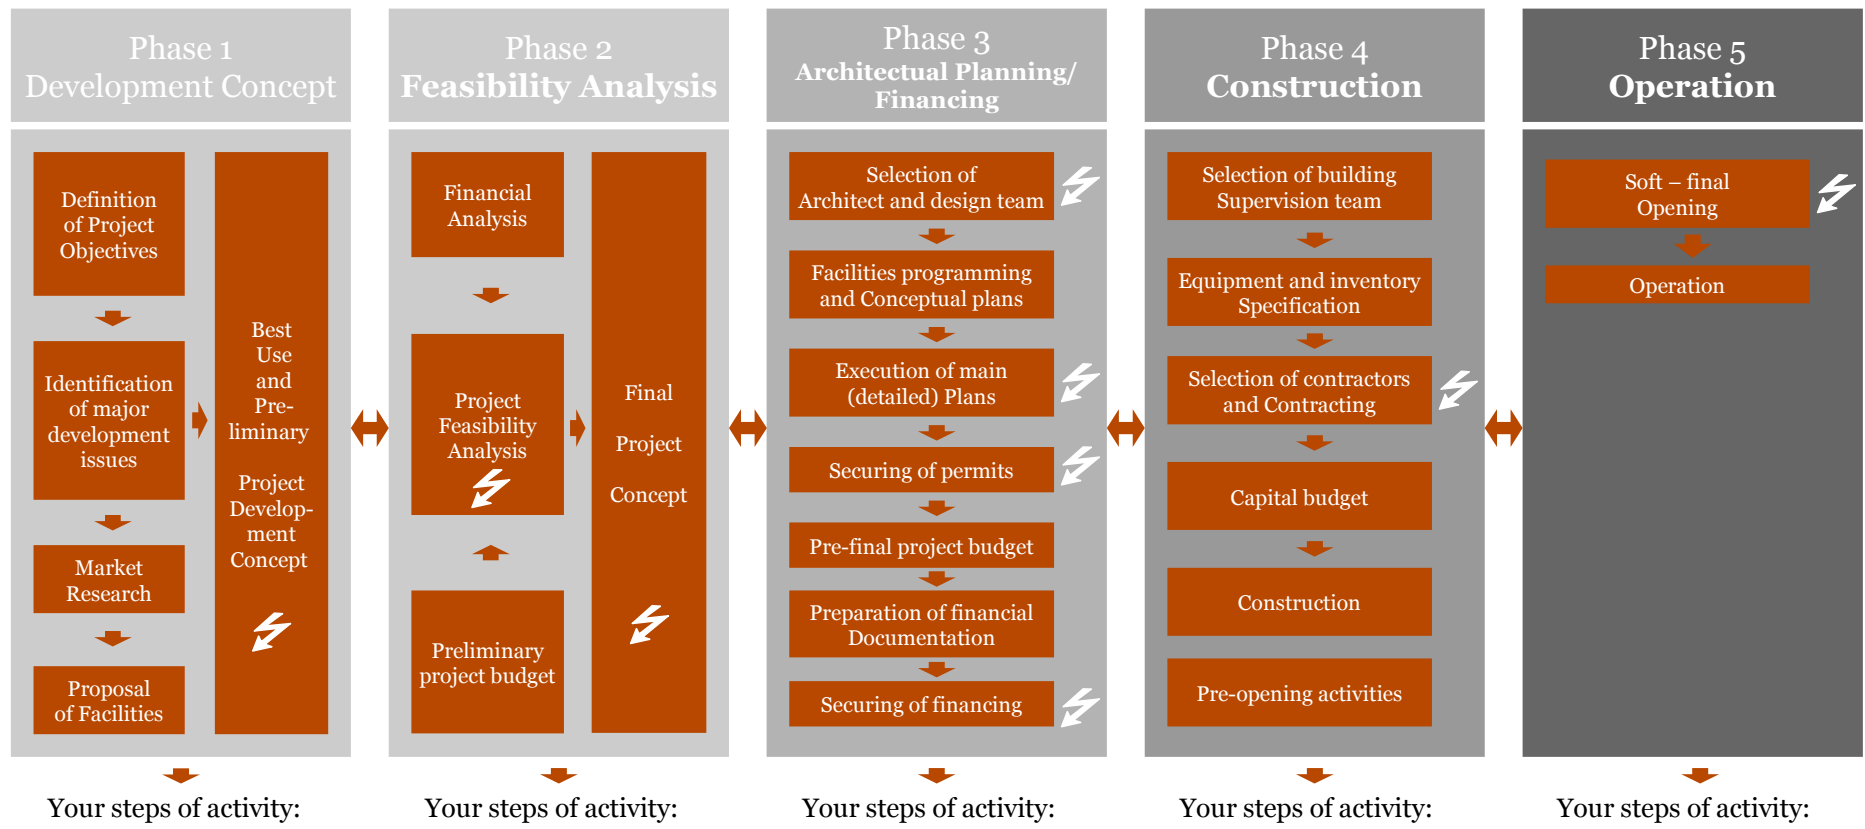 Phase 1
Development Concept
Definition
of Project
Objectives
Identification
of major
development
issues
Market
Research
Proposal
of Facilities
Best
Use
and
Pre-
liminary
Project
Develop-
ment
Concept
Your steps of activity:
Phase 2
Feasibility Analysis
Financial
Analysis
Project
Feasibility
Analysis
Preliminary
project budget
Final
Project
Concept
Your steps of activity:
Phase 3
Architectual Planning/
Financing
Selection of
Architect and design team
Facilities programming
and Conceptual plans
Execution of main
(detailed) Plans
Securing of permits
Pre-final project budget
Preparation of financial
Documentation
Securing of financing
Your steps of activity:
Phase 4
Construction
Selection of building
Supervision team
Equipment and inventory
Specification
Selection of contractors
and Contracting
Capital budget
Construction
Pre-opening activities
Your steps of activity:
Phase 5
Operation
Soft – final
Opening
Operation
Your steps of activity: